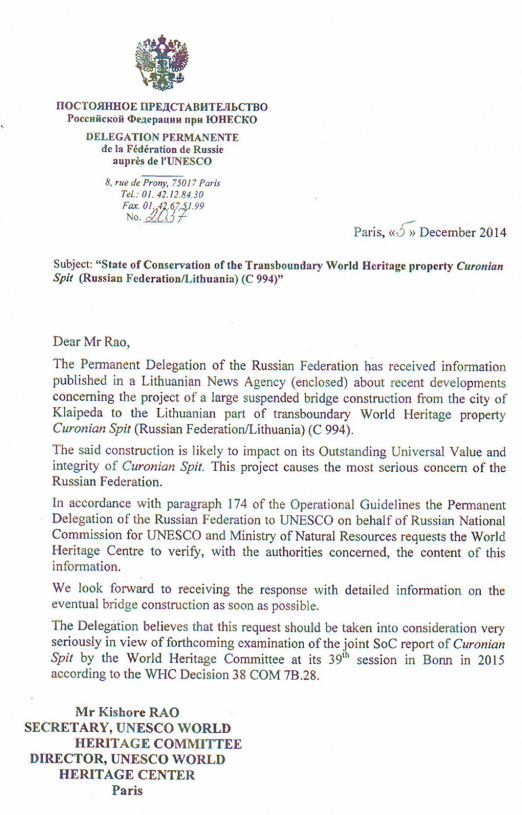 ПОСТОЯННОЕ ПРЕДСТАВИТЕЛЬСТВО
Российской Федерации при ЮНЕСКО
DELEGATION PERMANENTE
de la Fédération de Russie
auprès de l'UNESCO
8, rue de Prony, 75017 Paris
Tel.: 01. 42.12.84.30
Fax. 01. 42.67.51.99
No. 2037
Paris, «5» December 2014
Subject: “State of Conservation of the Transboundary World Heritage property Curonian
Spit (Russian Federation/Lithuania) (C 994)”
Dear Mr Rao,
The Permanent Delegation of the Russian Federation has received information
published in a Lithuanian News Agency (enclosed) about recent developments
concerning the project of a large suspended bridge construction from the city of
Klaipeda to the Lithuanian part of transboundary World Heritage property
Curonian Spit (Russian Federation/Lithuania) (C 994).
The said construction is likely to impact on its Outstanding Universal Value and
integrity of Curonian Spit. This project causes the most serious concern of the
Russian Federation.
In accordance with paragraph 174 of the Operational Guidelines the Permanent
Delegation of the Russian Federation to UNESCO on behalf of Russian National
Commission for UNESCO and Ministry of Natural Resources requests the World
Heritage Centre to verify, with the authorities concerned, the content of this
information.
We look forward to receiving the response with detailed information on the
eventual bridge construction as soon as possible.
The Delegation believes that this request should be taken into consideration very
seriously in view of forthcoming examination of the joint SoC report of Curonian
Spit by the World Heritage Committee at its 39th session in Bonn in 2015
according to the WHC Decision 38 COM 7B.28.
Mr Kishore RAO
SECRETARY, UNESCO WORLD
HERITAGE COMMITTEE
DIRECTOR, UNESCO WORLD
HERITAGE CENTER
Paris